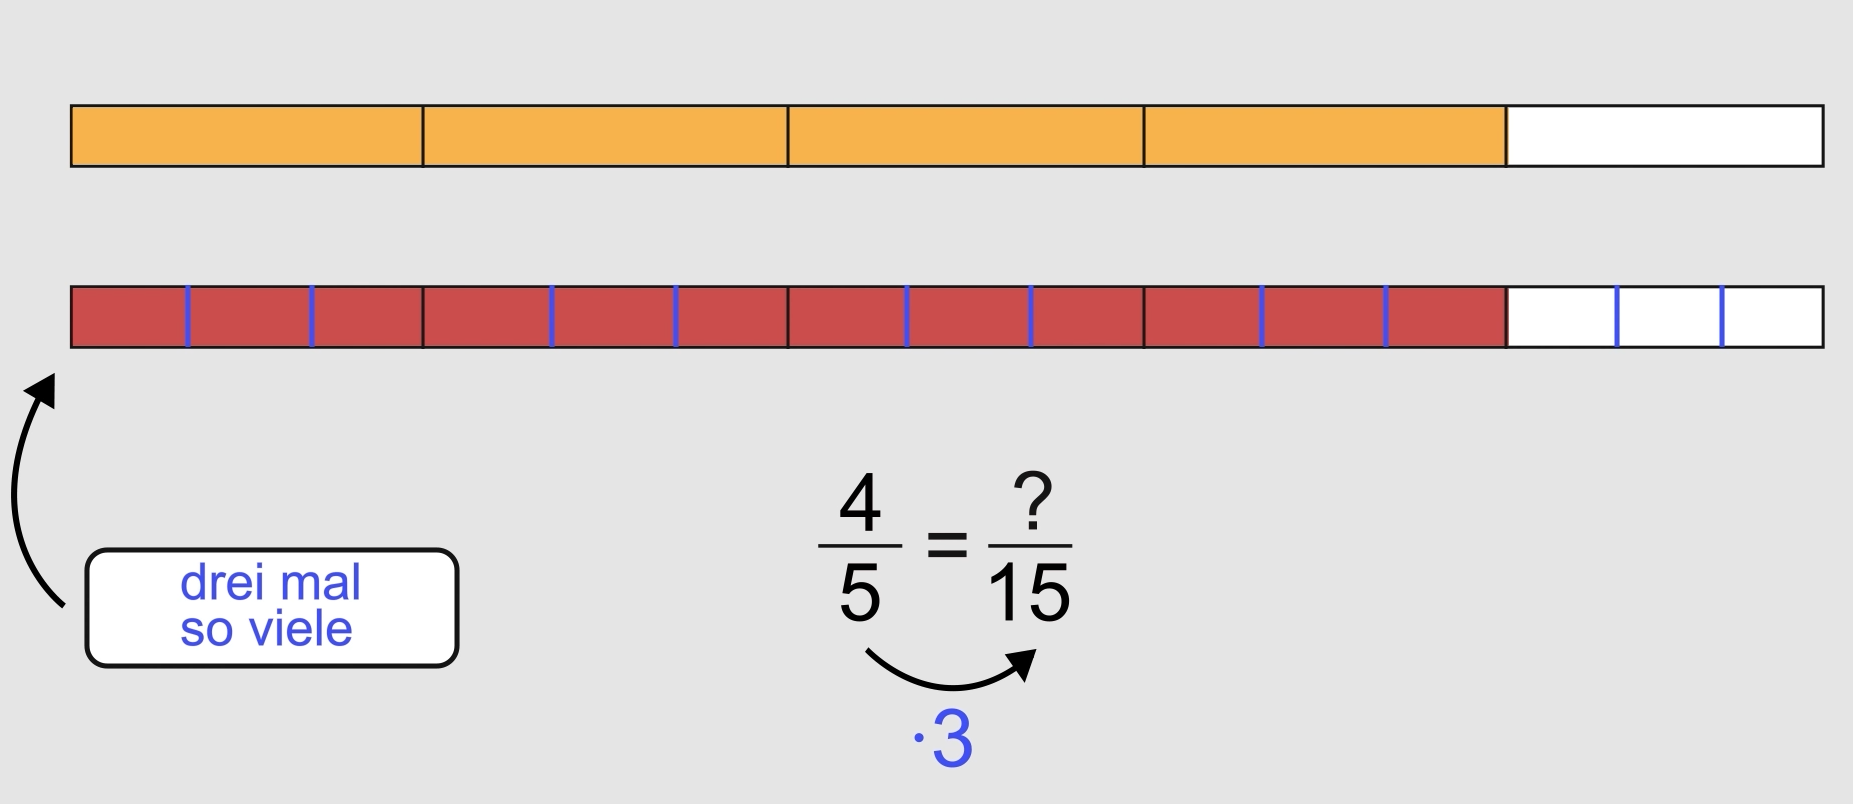 drei mal
so viele
4/5 = ?/15
·3